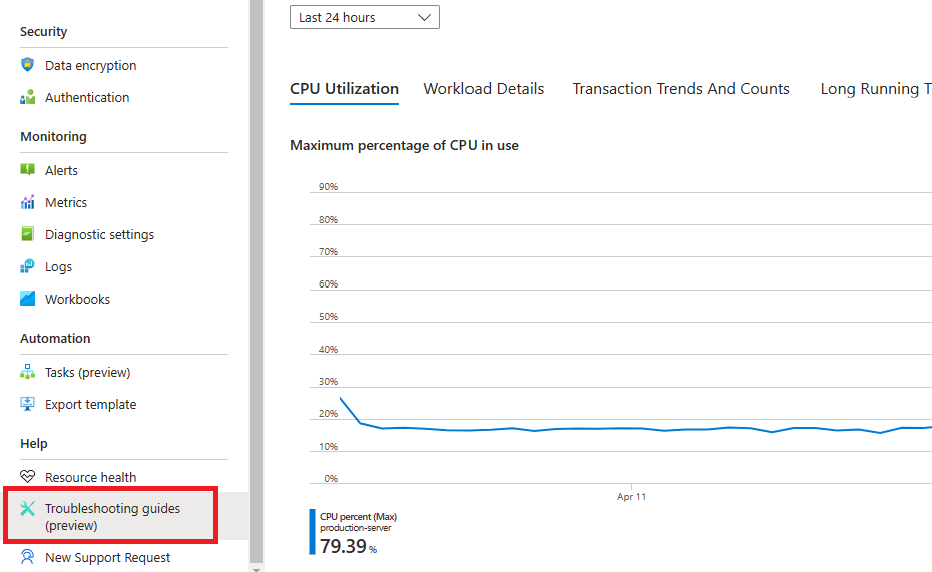 Security
Data encryption
Authentication
Monitoring
Alerts
Metrics
Diagnostic settings
Logs
Workbooks
Automation
Tasks (preview)
Export template
Help
Resource health
Troubleshooting guides
(preview)
New Support Request
Last 24 hours
CPU Utilization Workload Details Transaction Trends And Counts Long Running T
Maximum percentage of CPU in use
90%
80%
70%
60%
50%
40%
30%
20%
10%
0%
Apr 11
CPU percent (Max)
production-server
79.39 %